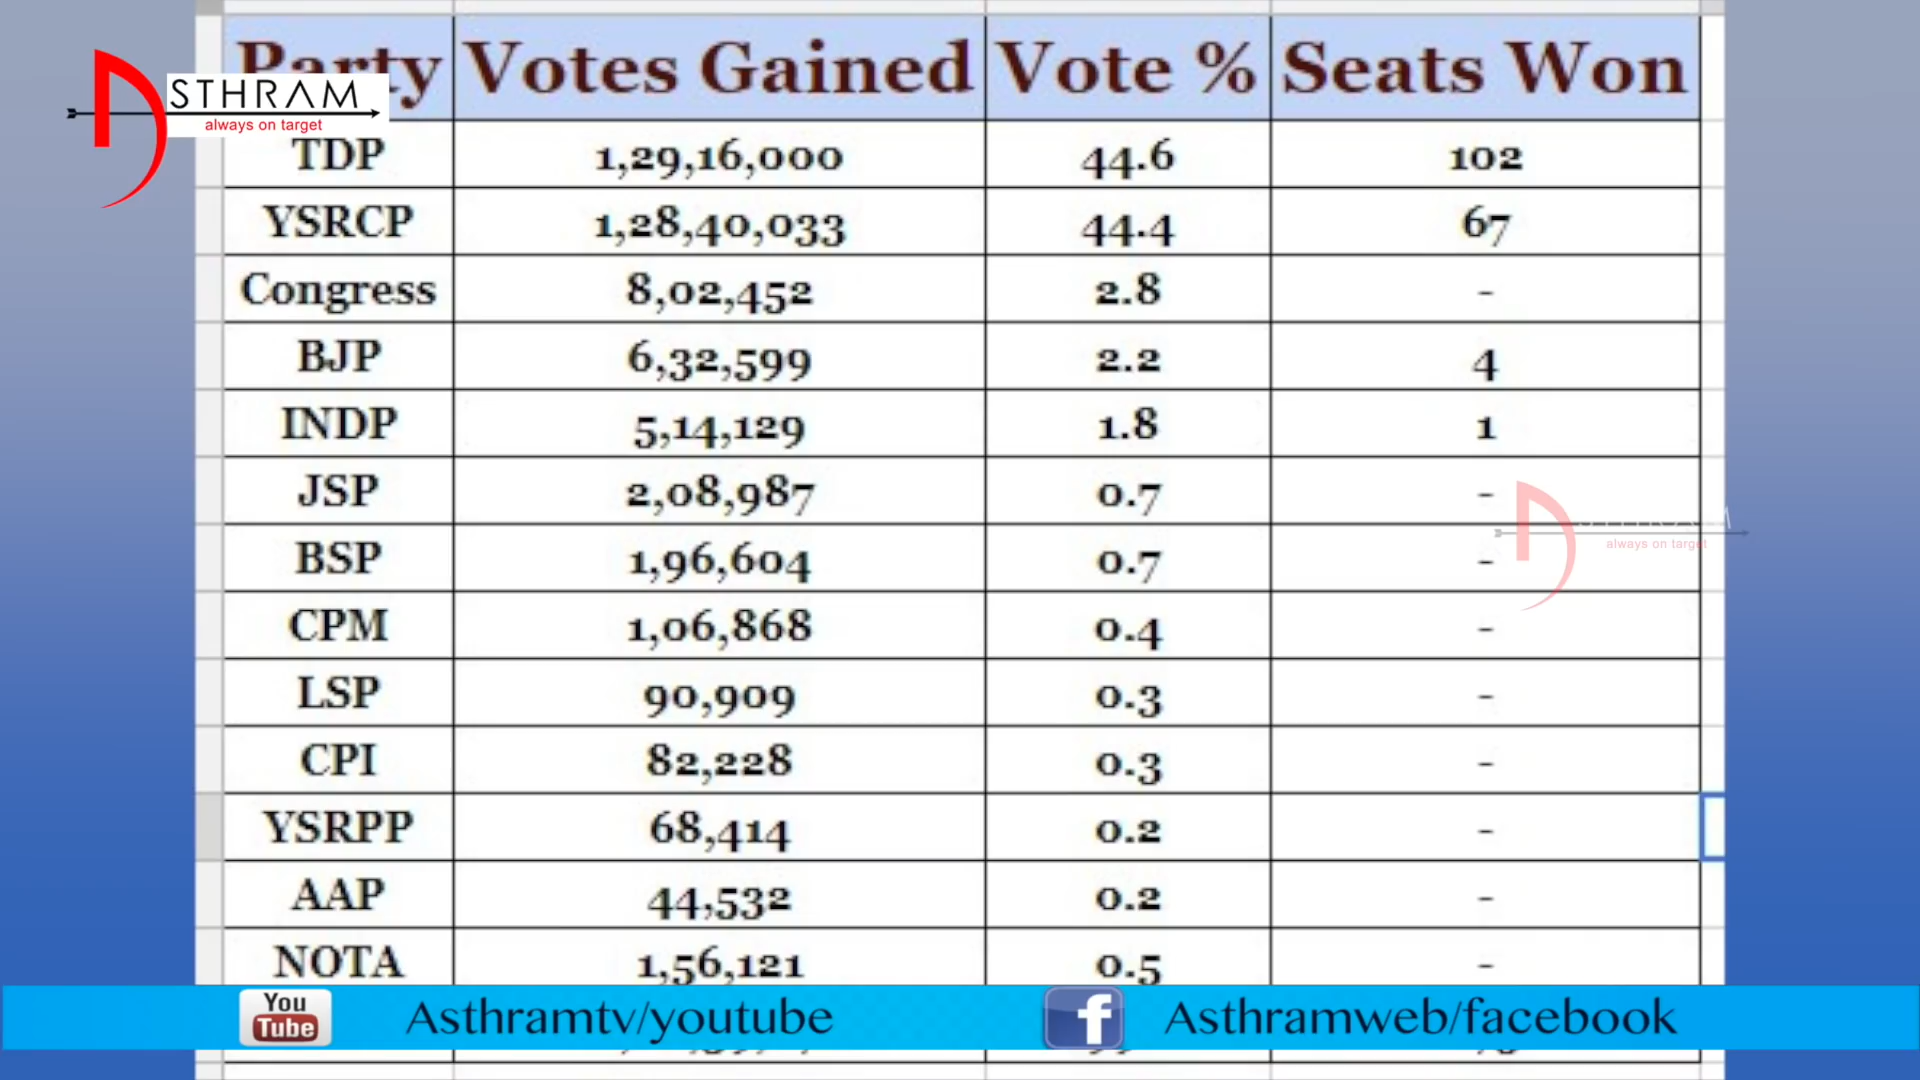 Party Votes Gained Vote % Seats Won
STHRAM
always on target
TDP 1,29,16,000 44.6 102
YSRCP 1,28,40,033 44.4 67
Congress 8,02,452 2.8 -
BJP 6,32,599 2.2 4
INDP 5,14,129 1.8 1
JSP 2,08,987 0.7 -
always on target
BSP 1,96,604 0.7 -
CPM 1,06,868 0.4 -
LSP 90,909 0.3 -
CPI 82,228 0.3 -
YSRPP 68,414 0.2 -
AAP 44,532 0.2 -
NOTA 1,56,121 0.5 -
You Tube Asthramtv/youtube f Asthramweb/facebook